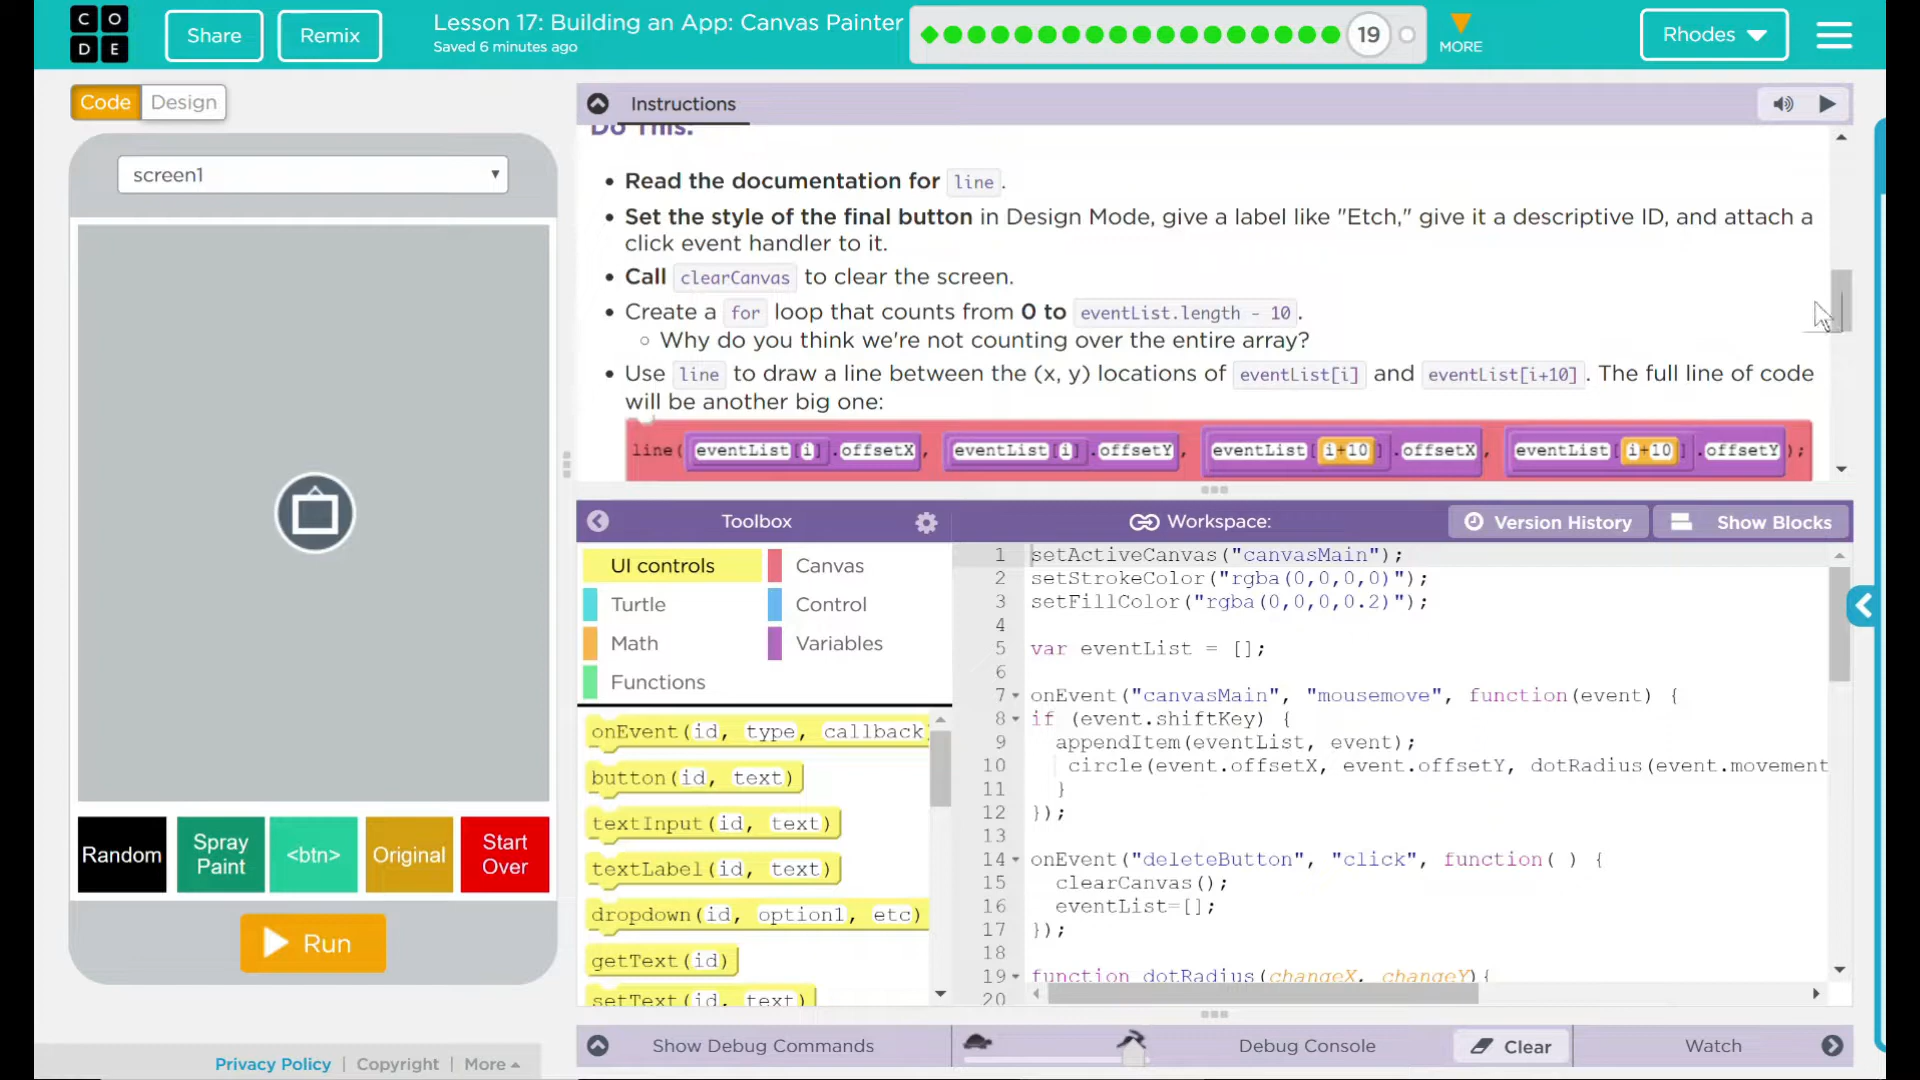 CODE
Share
Remix
Lesson 17: Building an App: Canvas Painter
Saved 6 minutes ago
19
MORE
Rhodes
Code
Design
Instructions
Do This:
screen1
Read the documentation for line.
Set the style of the final button in Design Mode, give a label like "Etch," give it a descriptive ID, and attach a
click event handler to it.
Call clearCanvas to clear the screen.
Create a for loop that counts from 0 to eventList.length - 10.
Why do you think we're not counting over the entire array?
Use line to draw a line between the (x, y) locations of eventList[i] and eventList[i+10]. The full line of code
will be another big one:
line( eventList[i].offsetX, eventList[i].offsetY, eventList[i+10].offsetX, eventList[i+10].offsetY);
Toolbox
Workspace:
Version History
Show Blocks
UI controls
Canvas
Turtle
Control
Math
Variables
Functions
onEvent(id, type, callback
button(id, text)
textInput(id, text)
textLabel(id, text)
dropdown(id, option1, etc)
getText(id)
setText(id, text)
1 setActiveCanvas("canvasMain");
2 setStrokeColor("rgba(0,0,0,0)");
3 setFillColor("rgba(0,0,0,0.2)");
4
5 var eventList = [];
6
7 onEvent("canvasMain", "mousemove", function(event) {
8 if (event.shiftKey) {
9 appendItem(eventList, event);
10 circle(event.offsetX, event.offsetY, dotRadius(event.movement
11 }
12 });
13
14 onEvent("deleteButton", "click", function( ) {
15 clearCanvas();
16 eventList=[];
17 });
18
19 function dotRadius(changeX, changeY){
20
Random
Spray
Paint
<btn>
Original
Start
Over
Run
Show Debug Commands
Debug Console
Clear
Watch
Privacy Policy | Copyright | More